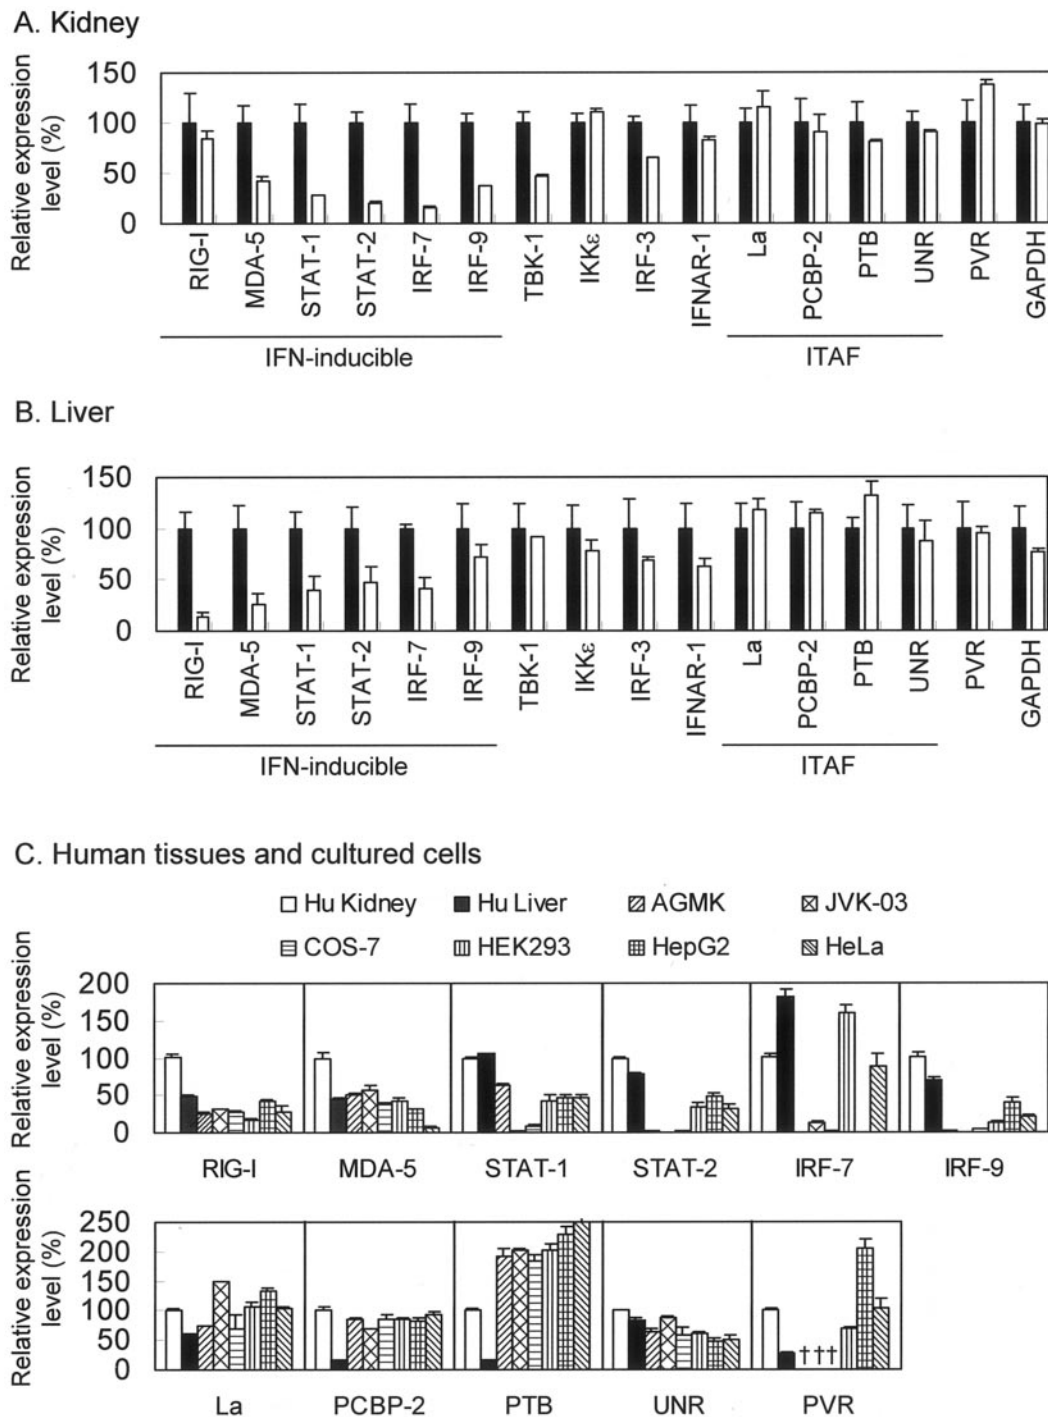 A. Kidney
Relative expression
level (%)
150
100
50
0
RIG-I
MDA-5
STAT-1
STAT-2
IRF-7
IRF-9
TBK-1
IKKε
IRF-3
IFNAR-1
La
PCBP-2
PTB
UNR
PVR
GAPDH
IFN-inducible
ITAF
B. Liver
Relative expression
level (%)
150
100
50
0
RIG-I
MDA-5
STAT-1
STAT-2
IRF-7
IRF-9
TBK-1
IKKε
IRF-3
IFNAR-1
La
PCBP-2
PTB
UNR
PVR
GAPDH
IFN-inducible
ITAF
C. Human tissues and cultured cells
Hu Kidney Hu Liver AGMK JVK-03
COS-7 HEK293 HepG2 HeLa
Relative expression
level (%)
200
150
100
50
0
RIG-I MDA-5 STAT-1 STAT-2 IRF-7 IRF-9
Relative expression
level (%)
250
200
150
100
50
0
†††
La PCBP-2 PTB UNR PVR